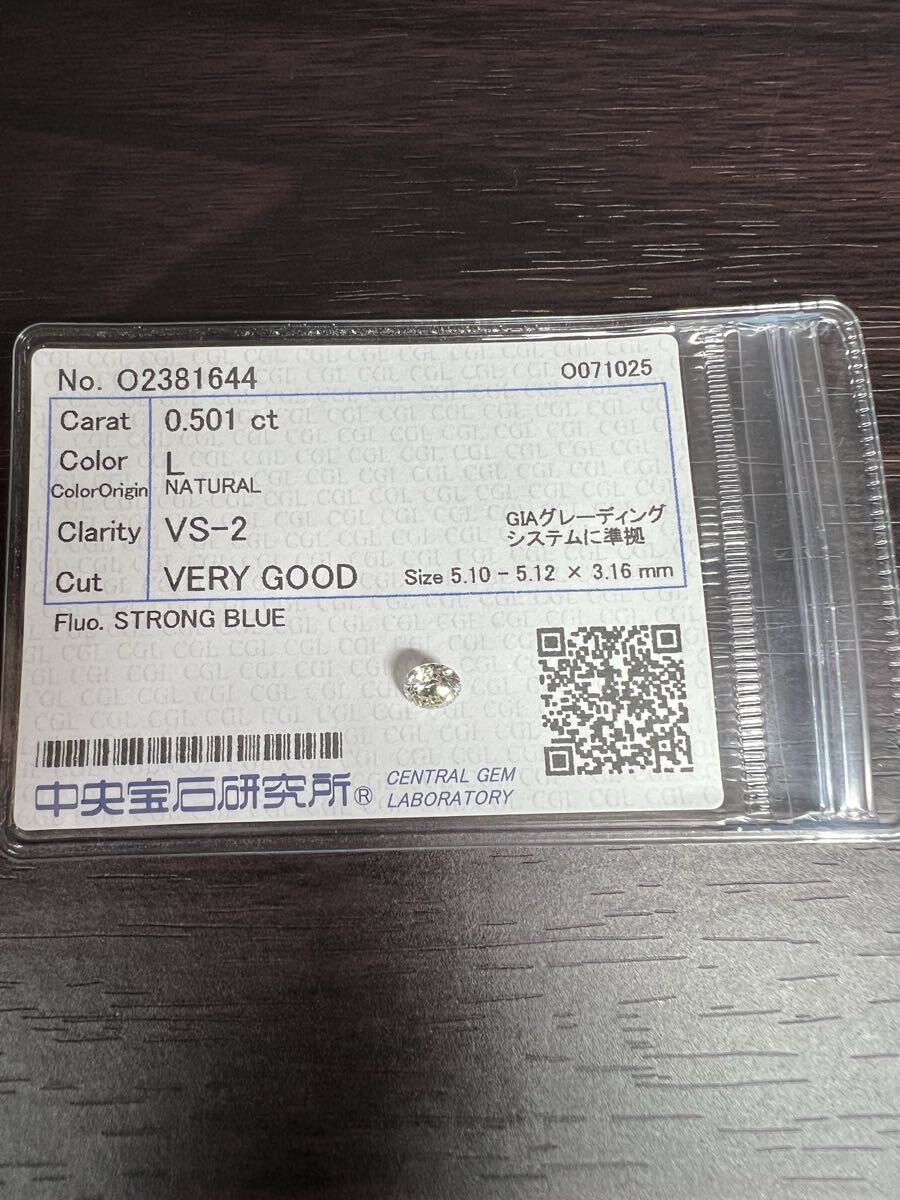 No. O2381644 O071025
Carat 0.501 ct
Color L
ColorOrigin NATURAL
Clarity VS-2
GIAグレーディング
システムに準拠
Cut VERY GOOD Size 5.10 - 5.12 × 3.16 mm
Fluo. STRONG BLUE
中央宝石研究所® CENTRAL GEM
LABORATORY